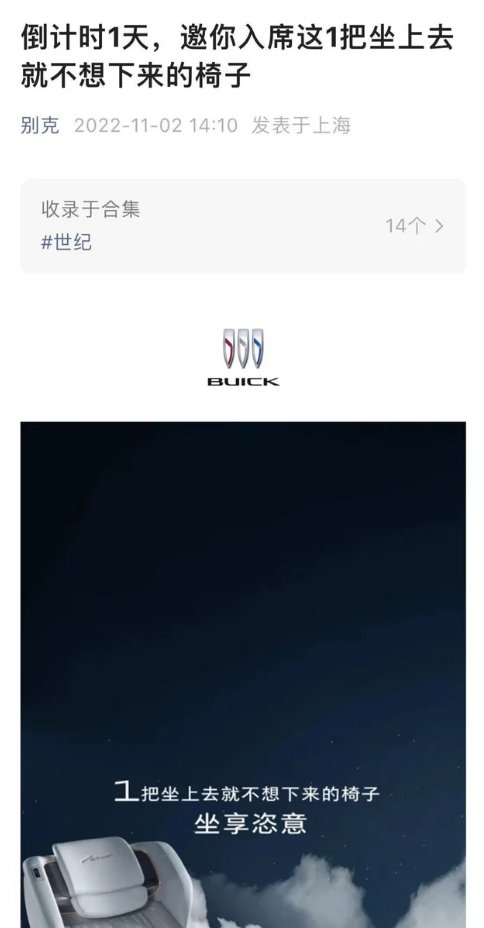 倒计时1天，邀你入席这1把坐上去
就不想下来的椅子
别克 2022-11-02 14:10 发表于上海
收录于合集
#世纪
14个
BUICK
1把坐上去就不想下来的椅子
坐享恣意